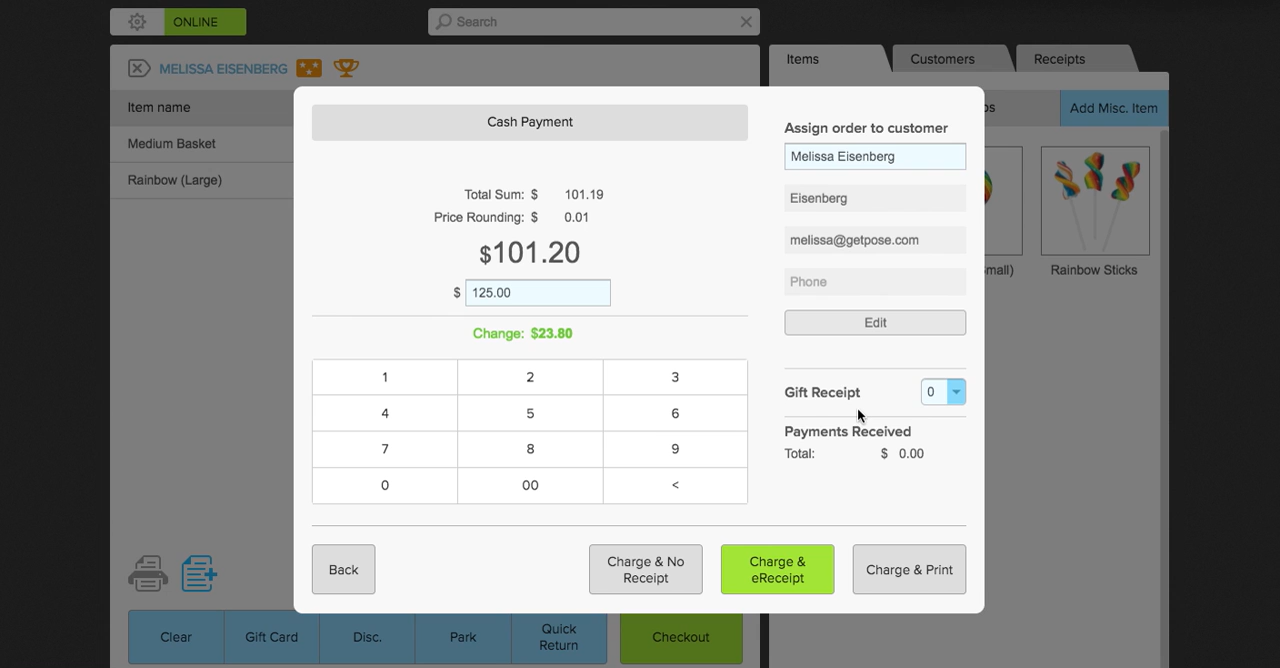 ONLINE
Search
Items
Customers
Receipts
MELISSA EISENBERG
Item name
Add Misc. Item
Medium Basket
Rainbow (Large)
Rainbow Sticks
Cash Payment
Total Sum: $ 101.19
Price Rounding: $ 0.01
$101.20
$ 125.00
Change: $23.80
1 2 3
4 5 6
7 8 9
0 00 <
Assign order to customer
Melissa Eisenberg
Eisenberg
melissa@getpose.com
Phone
Edit
Gift Receipt 0
Payments Received
Total: $ 0.00
Back
Charge & No
Receipt
Charge &
eReceipt
Charge & Print
Clear
Gift Card
Disc.
Park
Quick
Return
Checkout